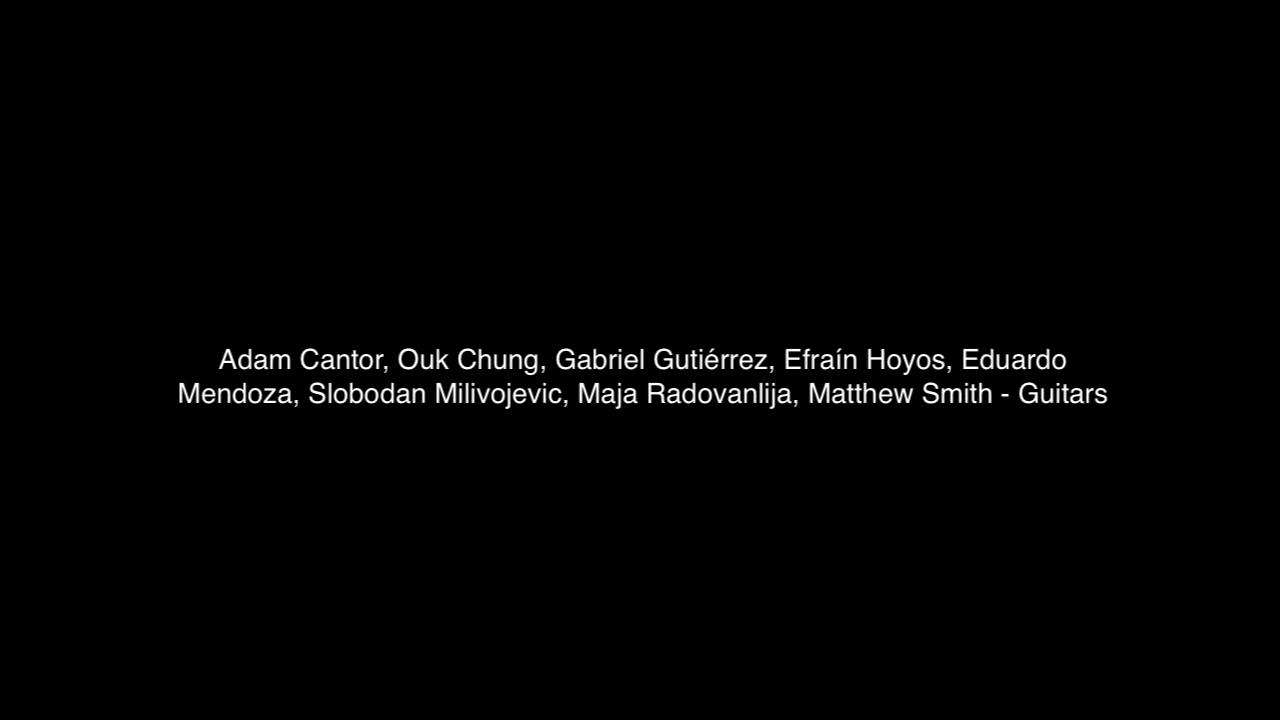 Adam Cantor, Ouk Chung, Gabriel Gutiérrez, Efraín Hoyos, Eduardo
Mendoza, Slobodan Milivojevic, Maja Radovanlija, Matthew Smith - Guitars